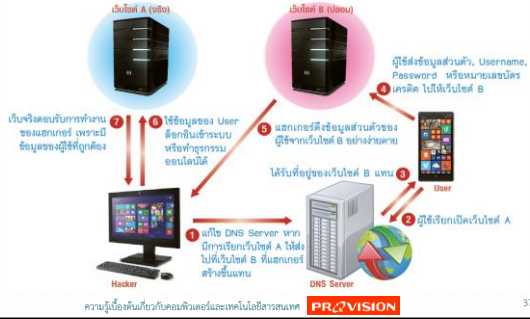 เว็บไซต์ A (จริง)
เว็บไซต์ B (ปลอม)
ผู้ใช้ส่งข้อมูลส่วนตัว, Username,
Password หรือหมายเลขบัตร
เครดิต ไปให้เว็บไซต์ B
4
เว็บจริงตอบรับการทำงาน
ของแฮกเกอร์ เพราะมี
ข้อมูลของผู้ใช้ที่ถูกต้อง
7
6
ใช้ข้อมูลของ User
ล็อกอินเข้าระบบ
หรือทำธุรกรรม
ออนไลน์ได้
5
แฮกเกอร์ดึงข้อมูลส่วนตัวของ
ผู้ใช้จากเว็บไซต์ B อย่างง่ายดาย
ได้รับที่อยู่ของเว็บไซต์ B แทน
3
User
2
ผู้ใช้เรียกเปิดเว็บไซต์ A
1
แก้ไข DNS Server หาก
มีการเรียกเว็บไซต์ A ให้ส่ง
ไปที่เว็บไซต์ B ที่แฮกเกอร์
สร้างขึ้นแทน
Hacker
DNS Server
ความรู้เบื้องต้นเกี่ยวกับคอมพิวเตอร์และเทคโนโลยีสารสนเทศ
PROVISION
37